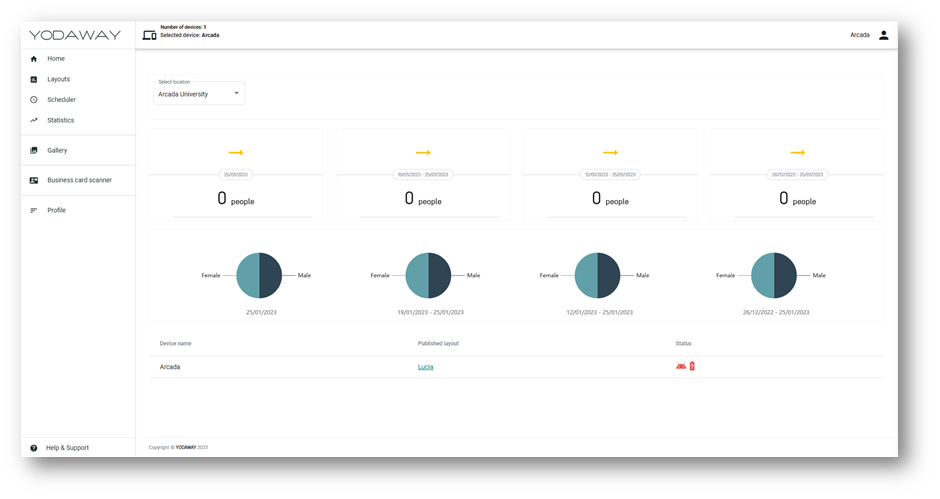 YODAWAY
Number of devices: 1
Selected device: Arcada
Arcada
Home
Layouts
Scheduler
Statistics
Gallery
Business card scanner
Profile
Help & Support
Select location
Arcada University
25/01/2023
0 people
19/01/2023 - 25/01/2023
0 people
12/01/2023 - 25/01/2023
0 people
26/12/2022 - 25/01/2023
0 people
Female Male
25/01/2023
Female Male
19/01/2023 - 25/01/2023
Female Male
12/01/2023 - 25/01/2023
Female Male
26/12/2022 - 25/01/2023
Device name Published layout Status
Arcada Lucia
Copyright © YODAWAY 2023